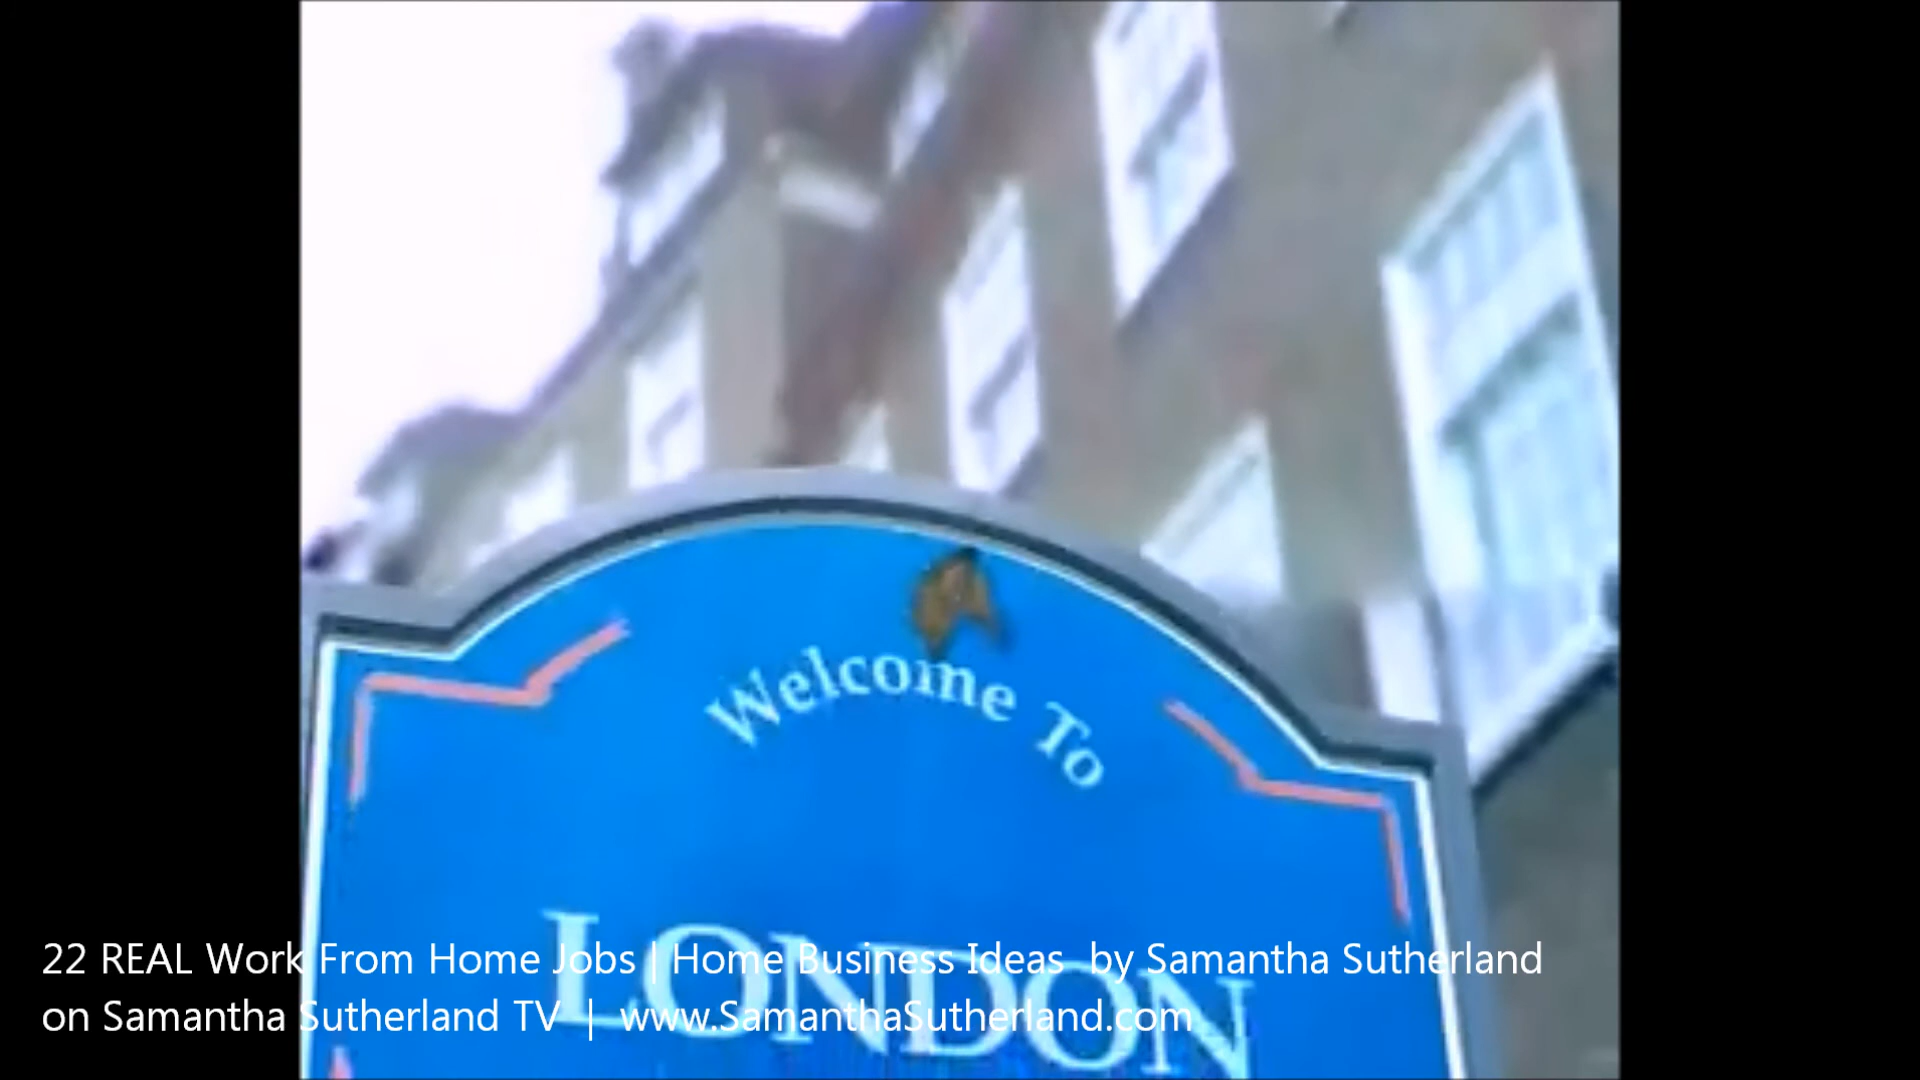 Welcome To
LONDON
22 REAL Work From Home Jobs | Home Business Ideas by Samantha Sutherland
on Samantha Sutherland TV | www.SamanthaSutherland.com